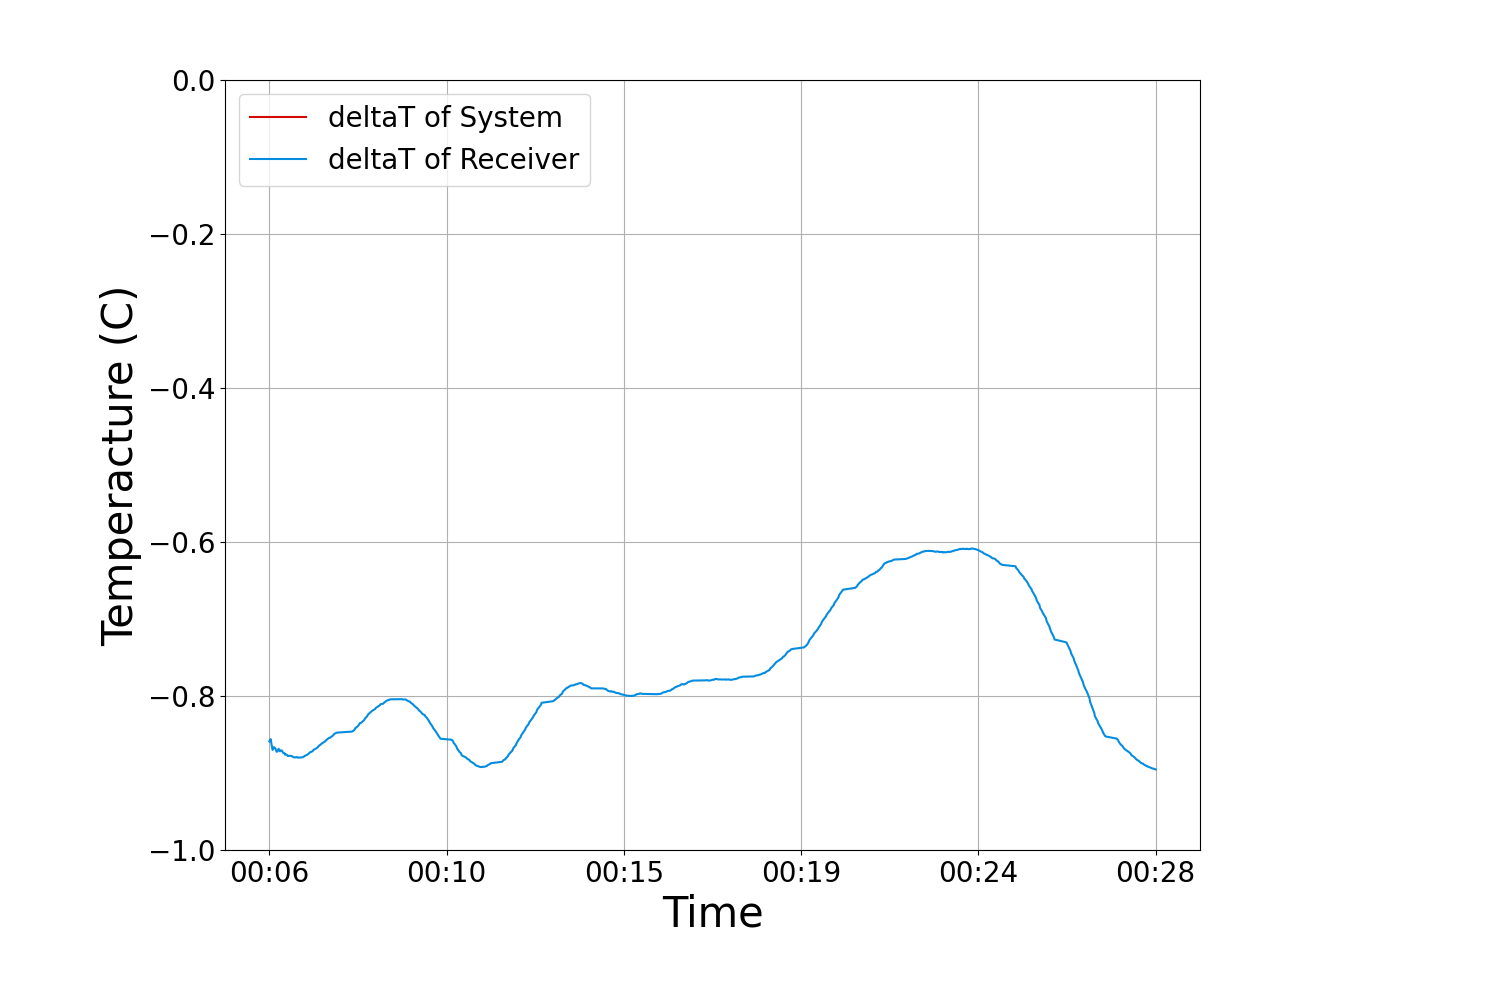 deltaT of System
deltaT of Receiver
Temperacture (C)
0.0
−0.2
−0.4
−0.6
−0.8
−1.0
00:06 00:10 00:15 00:19 00:24 00:28
Time